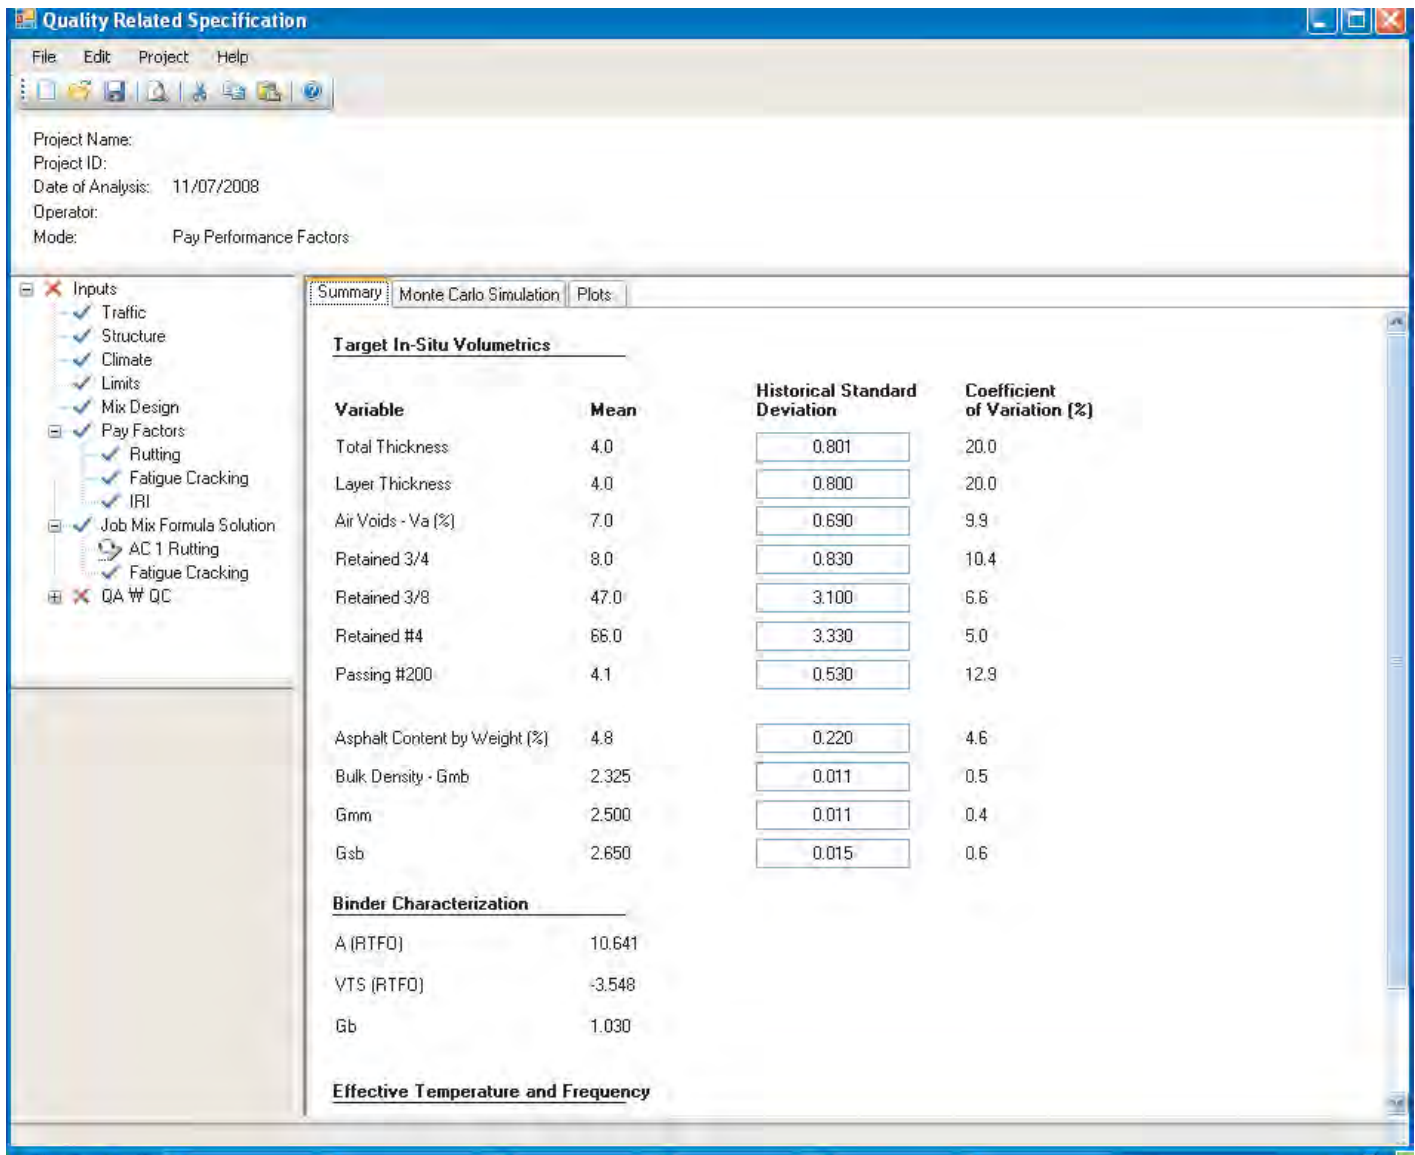 Quality Related Specification
File Edit Project Help
Project Name:
Project ID:
Date of Analysis: 11/07/2008
Operator:
Mode: Pay Performance Factors
Inputs
Traffic
Structure
Climate
Limits
Mix Design
Pay Factors
Rutting
Fatigue Cracking
IRI
Job Mix Formula Solution
AC 1 Rutting
Fatigue Cracking
QA ₩ QC
Summary Monte Carlo Simulation Plots
Target In-Situ Volumetrics
Variable Mean Historical Standard Deviation Coefficient of Variation (%)
Total Thickness 4.0 0.801 20.0
Layer Thickness 4.0 0.800 20.0
Air Voids - Va (%) 7.0 0.690 9.9
Retained 3/4 8.0 0.830 10.4
Retained 3/8 47.0 3.100 6.6
Retained #4 66.0 3.330 5.0
Passing #200 4.1 0.530 12.9
Asphalt Content by Weight (%) 4.8 0.220 4.6
Bulk Density - Gmb 2.325 0.011 0.5
Gmm 2.500 0.011 0.4
Gsb 2.650 0.015 0.6
Binder Characterization
A (RTFO) 10.641
VTS (RTFO) -3.548
Gb 1.030
Effective Temperature and Frequency